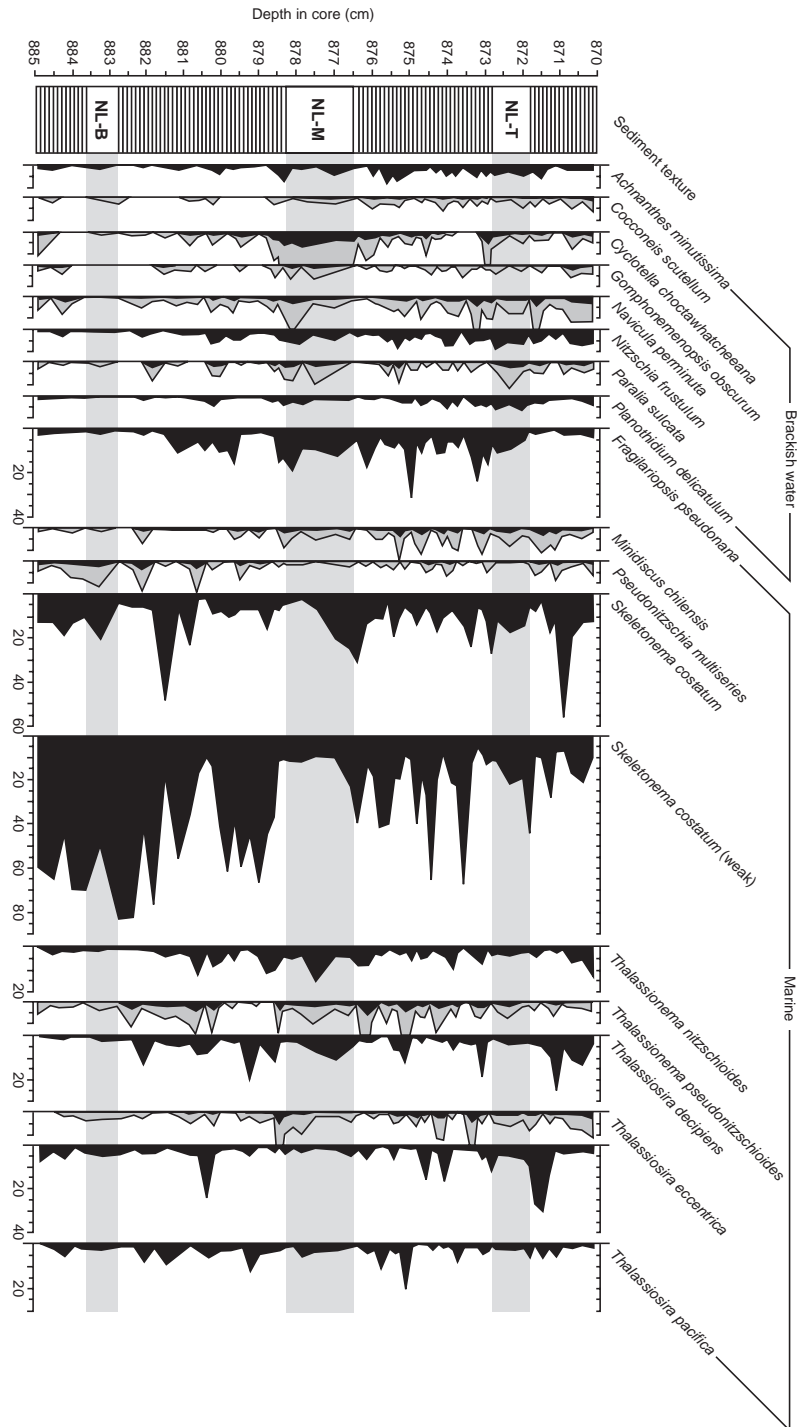 Depth in core (cm)
885
884
883
882
881
880
879
878
877
876
875
874
873
872
871
870
NL-B
NL-M
NL-T
Sediment texture
Achnanthes minutissima
Cocconeis scutellum
Cyclotella choctawhatcheeana
Gomphonemenopsis obscurum
Navicula perminuta
Nitzschia frustulum
Paralia sulcata
Planothidium delicatulum
Fragilariopsis pseudonana
Minidiscus chilensis
Pseudonitzschia multiseries
Skeletonema costatum
Skeletonema costatum (weak)
Thalassionema nitzschioides
Thalassionema pseudonitzschioides
Thalassiosira decipiens
Thalassiosira eccentrica
Thalassiosira pacifica
Brackish water
Marine
20
40
20
40
60
20
40
60
80
20
20
20
40
20